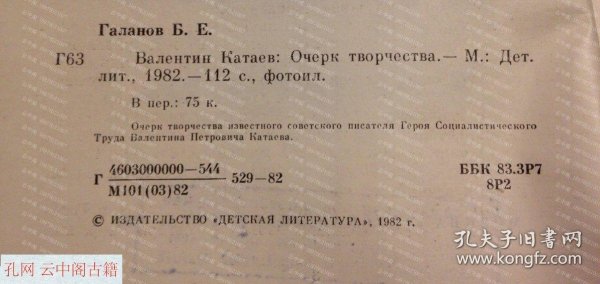 Галанов Б. Е.
Г63 Валентин Катаев: Очерк творчества.— М.: Дет.
лит., 1982.—112 с., фотоил.
В пер.: 75 к.
Очерк творчества известного советского писателя Героя Социалистического
Труда Валентина Петровича Катаева.
Г 4603000000—544
М101(03)82
529—82
ББК 83.3Р7
8Р2
© ИЗДАТЕЛЬСТВО «ДЕТСКАЯ ЛИТЕРАТУРА», 1982 г.
孔网 云中阁古籍
孔夫子旧书网
www.kongfz.com